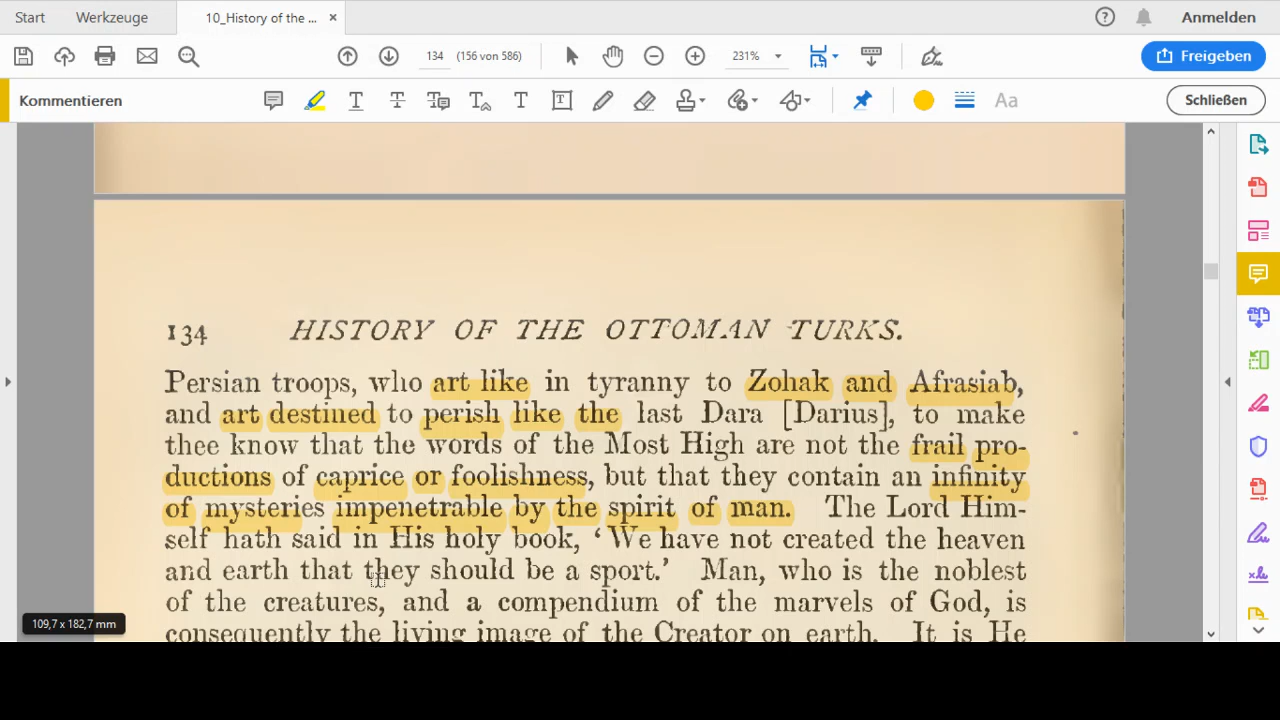 Start
Werkzeuge
10_History of the ...
Anmelden
134
(156 von 586)
231%
Freigeben
Kommentieren
Aa
Schließen
134 HISTORY OF THE OTTOMAN TURKS.
Persian troops, who art like in tyranny to Zohak and Afrasiab,
and art destined to perish like the last Dara [Darius], to make
thee know that the words of the Most High are not the frail pro-
ductions of caprice or foolishness, but that they contain an infinity
of mysteries impenetrable by the spirit of man. The Lord Him-
self hath said in His holy book, ‘We have not created the heaven
and earth that they should be a sport.’ Man, who is the noblest
of the creatures, and a compendium of the marvels of God, is
consequently the living image of the Creator on earth. It is He
109,7 x 182,7 mm